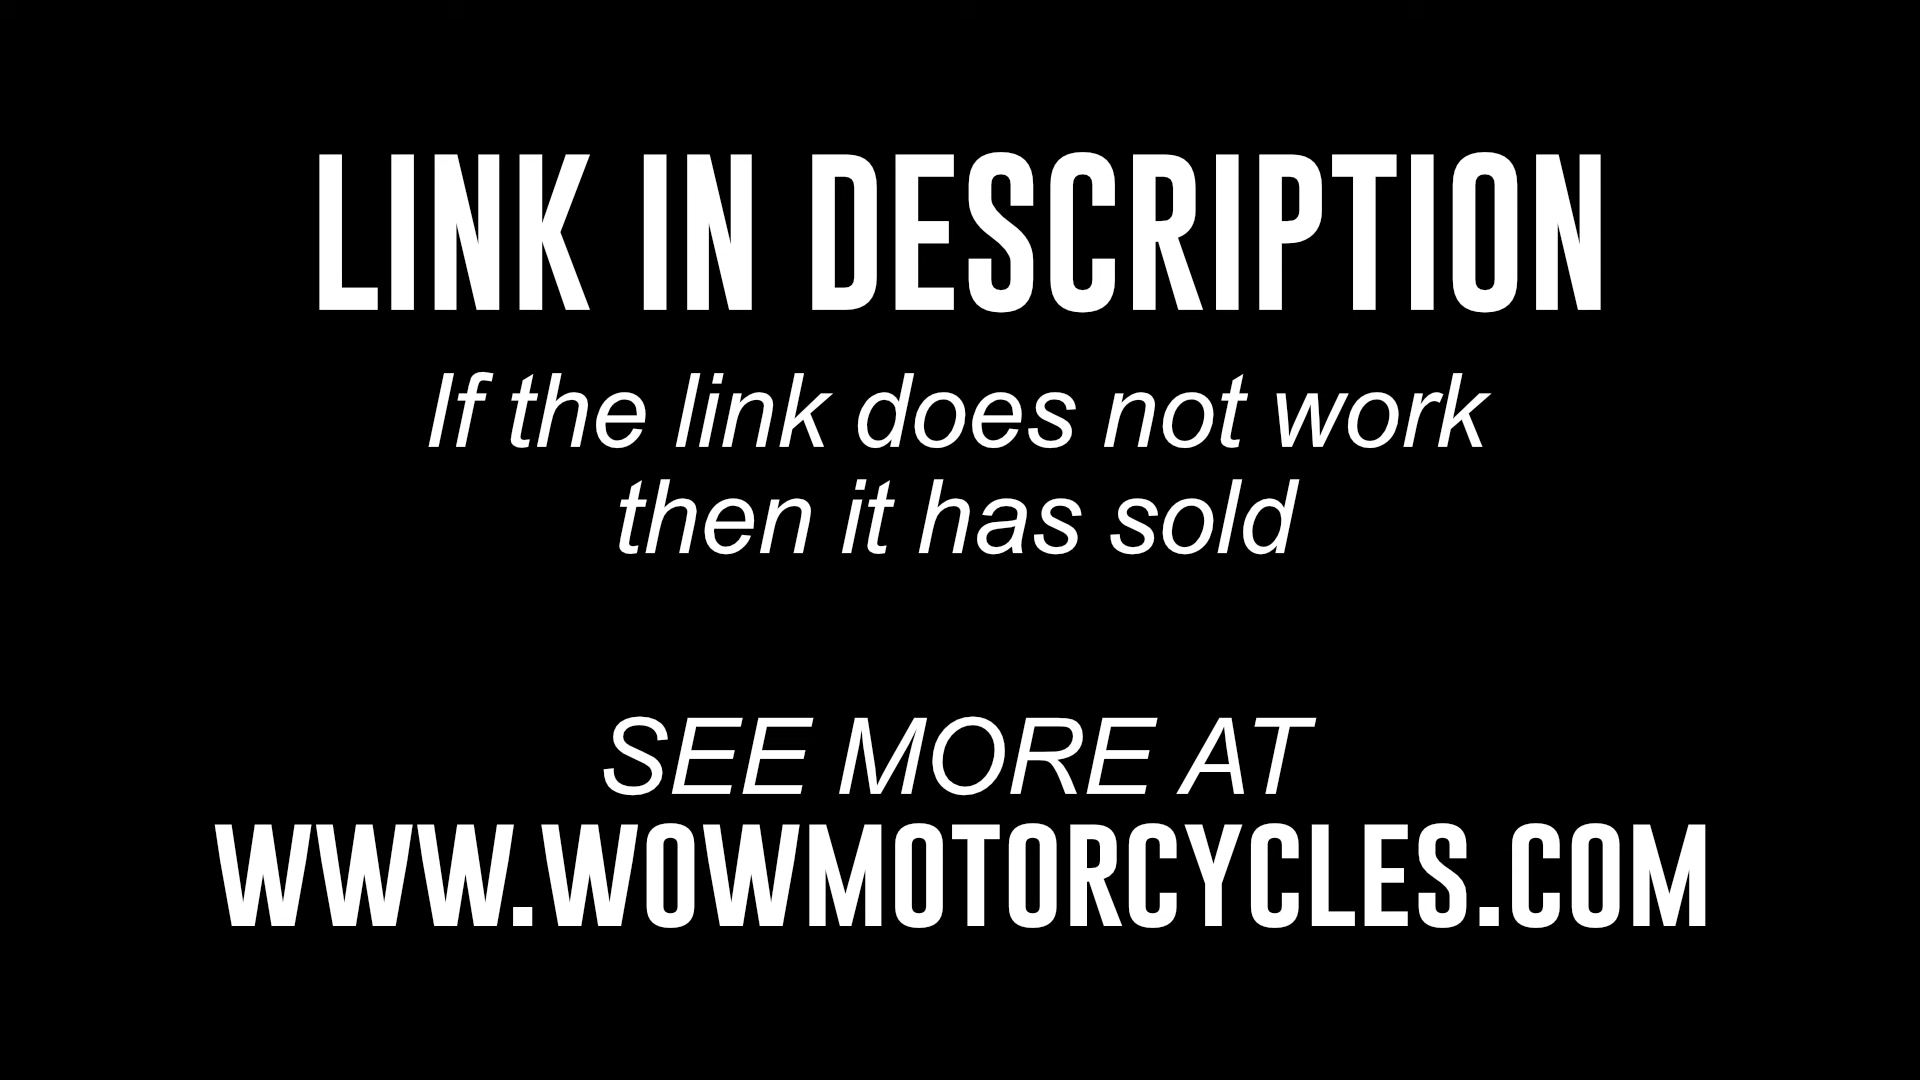 LINK IN DESCRIPTION
If the link does not work
then it has sold
SEE MORE AT
WWW.WOWMOTORCYCLES.COM